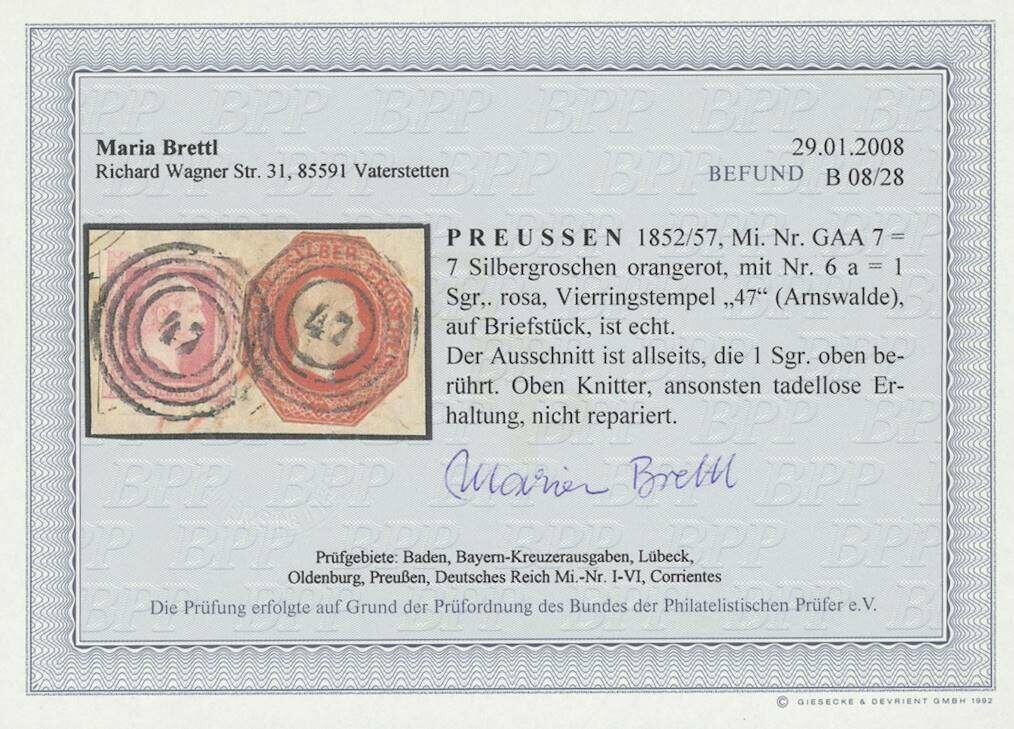 Maria Brettl
Richard Wagner Str. 31, 85591 Vaterstetten
29.01.2008
BEFUND B 08/28
47
47
SILBER GROSCHEN
PREUSSEN 1852/57, Mi. Nr. GAA 7 =
7 Silbergroschen orangerot, mit Nr. 6 a = 1
Sgr,. rosa, Vierringstempel „47“ (Arnswalde),
auf Briefstück, ist echt.
Der Ausschnitt ist allseits, die 1 Sgr. oben be-
rührt. Oben Knitter, ansonsten tadellose Er-
haltung, nicht repariert.
Maria Brettl
Prüfgebiete: Baden, Bayern-Kreuzerausgaben, Lübeck,
Oldenburg, Preußen, Deutsches Reich Mi.-Nr. I-VI, Corrientes
Die Prüfung erfolgte auf Grund der Prüfordnung des Bundes der Philatelistischen Prüfer e.V.
© GIESECKE & DEVRIENT GMBH 1992